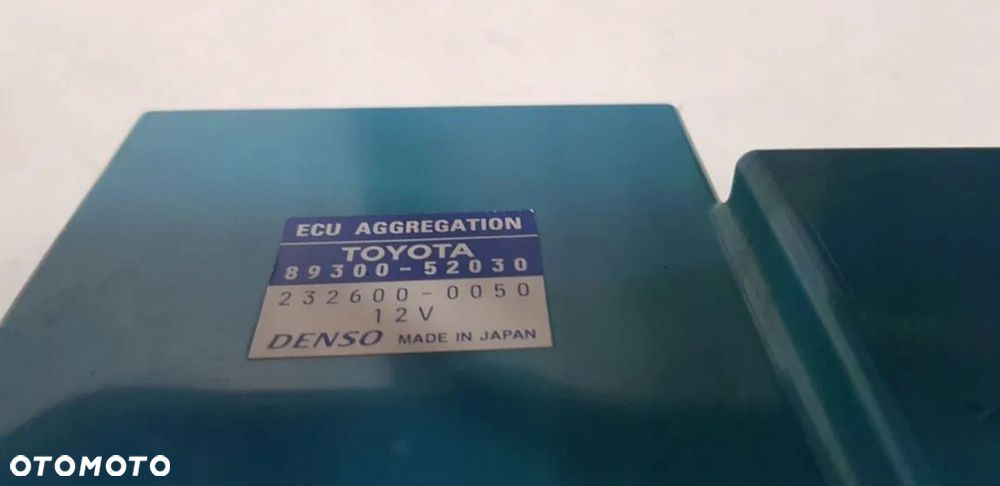 ECU AGGREGATION
TOYOTA
89300-52030
232600-0050
12V
DENSO MADE IN JAPAN
OTOMOTO